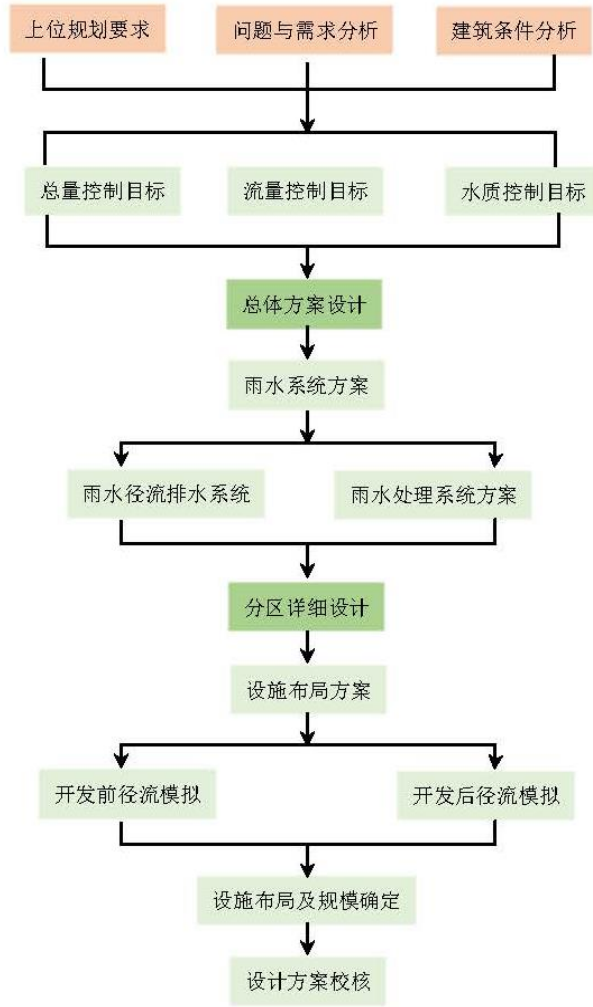 上位规划要求
问题与需求分析
建筑条件分析
总量控制目标
流量控制目标
水质控制目标
总体方案设计
雨水系统方案
雨水径流排水系统
雨水处理系统方案
分区详细设计
设施布局方案
开发前径流模拟
开发后径流模拟
设施布局及规模确定
设计方案校核